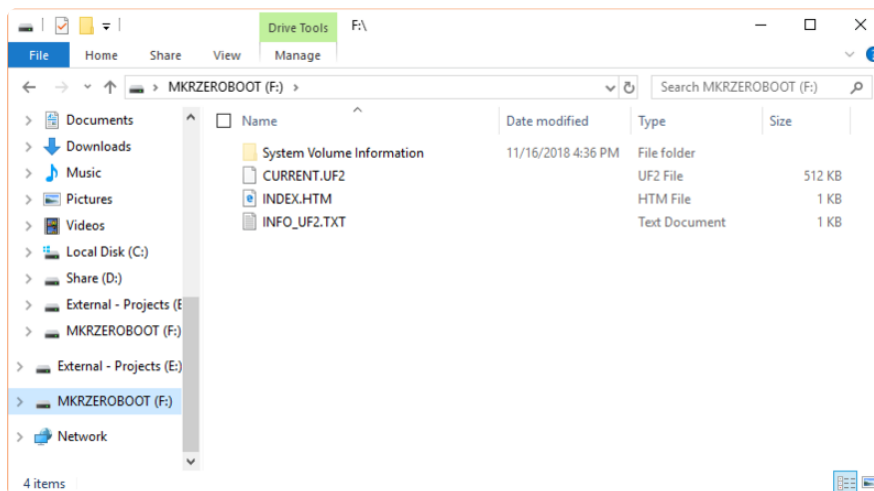 Drive Tools F:\
File Home Share View Manage
MKRZEROBOOT (F:) Search MKRZEROBOOT (F:)
Documents
Downloads
Music
Pictures
Videos
Local Disk (C:)
Share (D:)
External - Projects (E
MKRZEROBOOT (F:)
External - Projects (E:)
MKRZEROBOOT (F:)
Network
Name Date modified Type Size
System Volume Information 11/16/2018 4:36 PM File folder
CURRENT.UF2 UF2 File 512 KB
INDEX.HTM HTM File 1 KB
INFO_UF2.TXT Text Document 1 KB
4 items